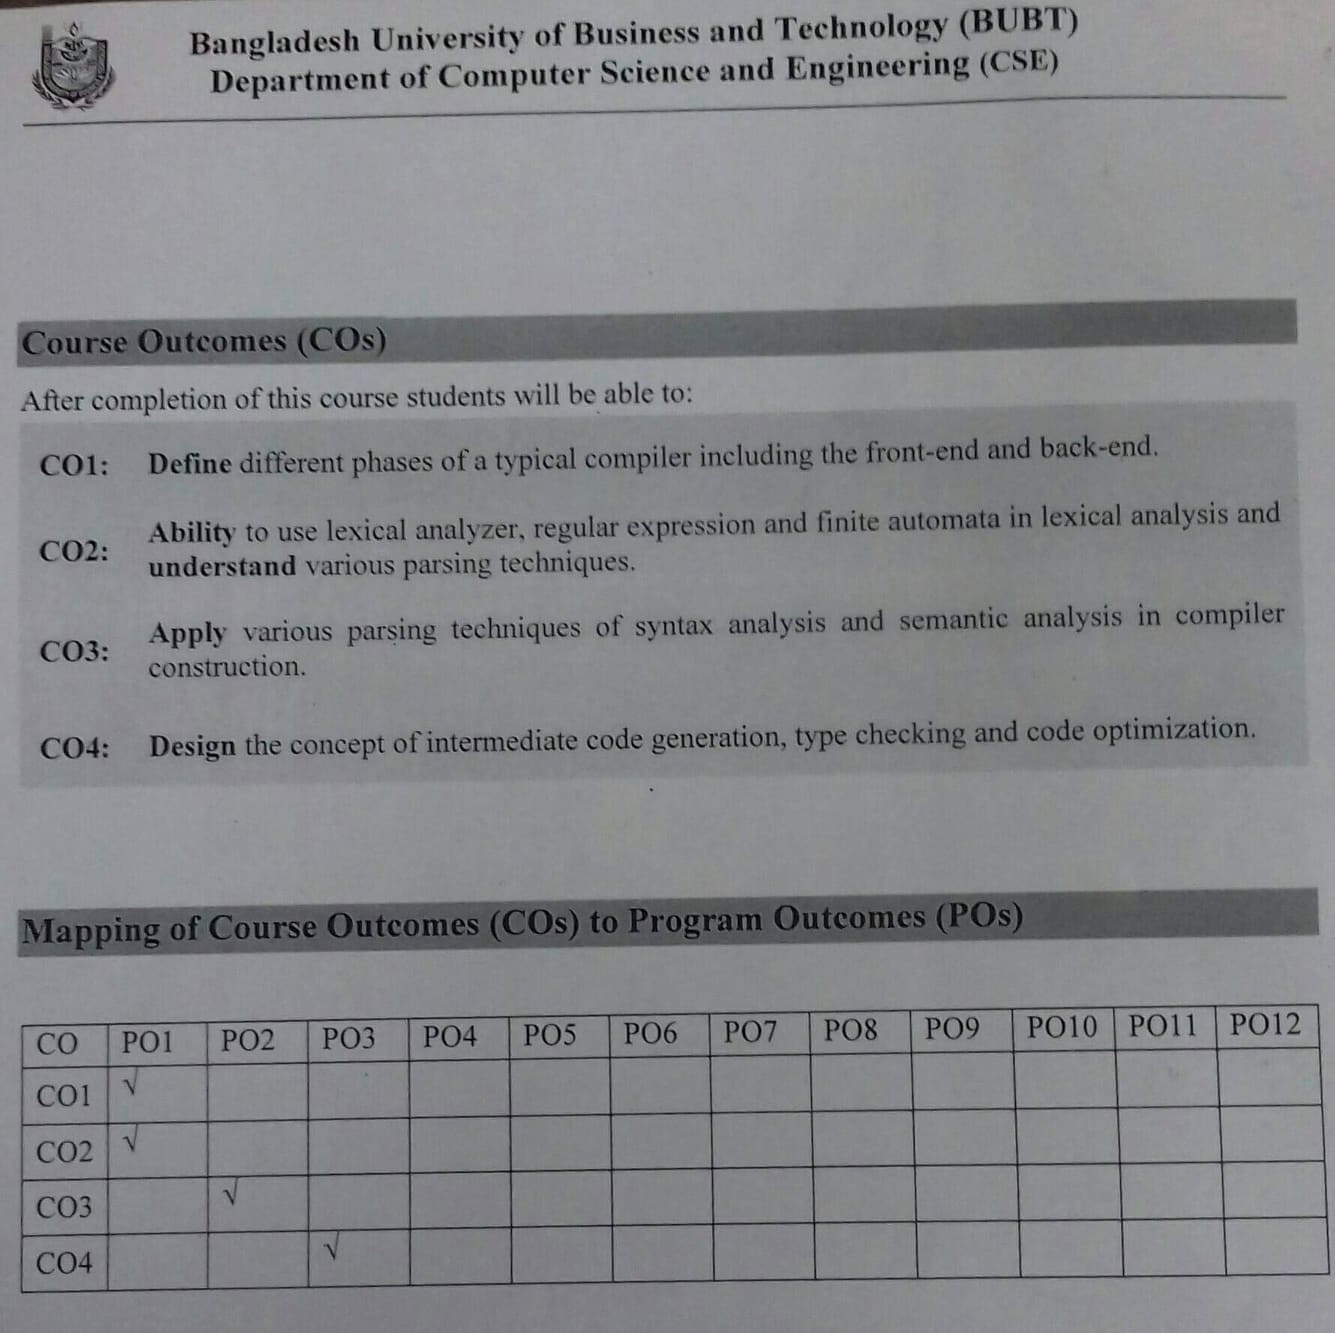 Bangladesh University of Business and Technology (BUBT)
Department of Computer Science and Engineering (CSE)
Course Outcomes (COs)
After completion of this course students will be able to:
CO1: Define different phases of a typical compiler including the front-end and back-end.
CO2: Ability to use lexical analyzer, regular expression and finite automata in lexical analysis and
understand various parsing techniques.
CO3: Apply various parsing techniques of syntax analysis and semantic analysis in compiler
construction.
CO4: Design the concept of intermediate code generation, type checking and code optimization.
Mapping of Course Outcomes (COs) to Program Outcomes (POs)
CO PO1 PO2 PO3 PO4 PO5 PO6 PO7 PO8 PO9 PO10 PO11 PO12
CO1 √
CO2 √
CO3 √
CO4 √